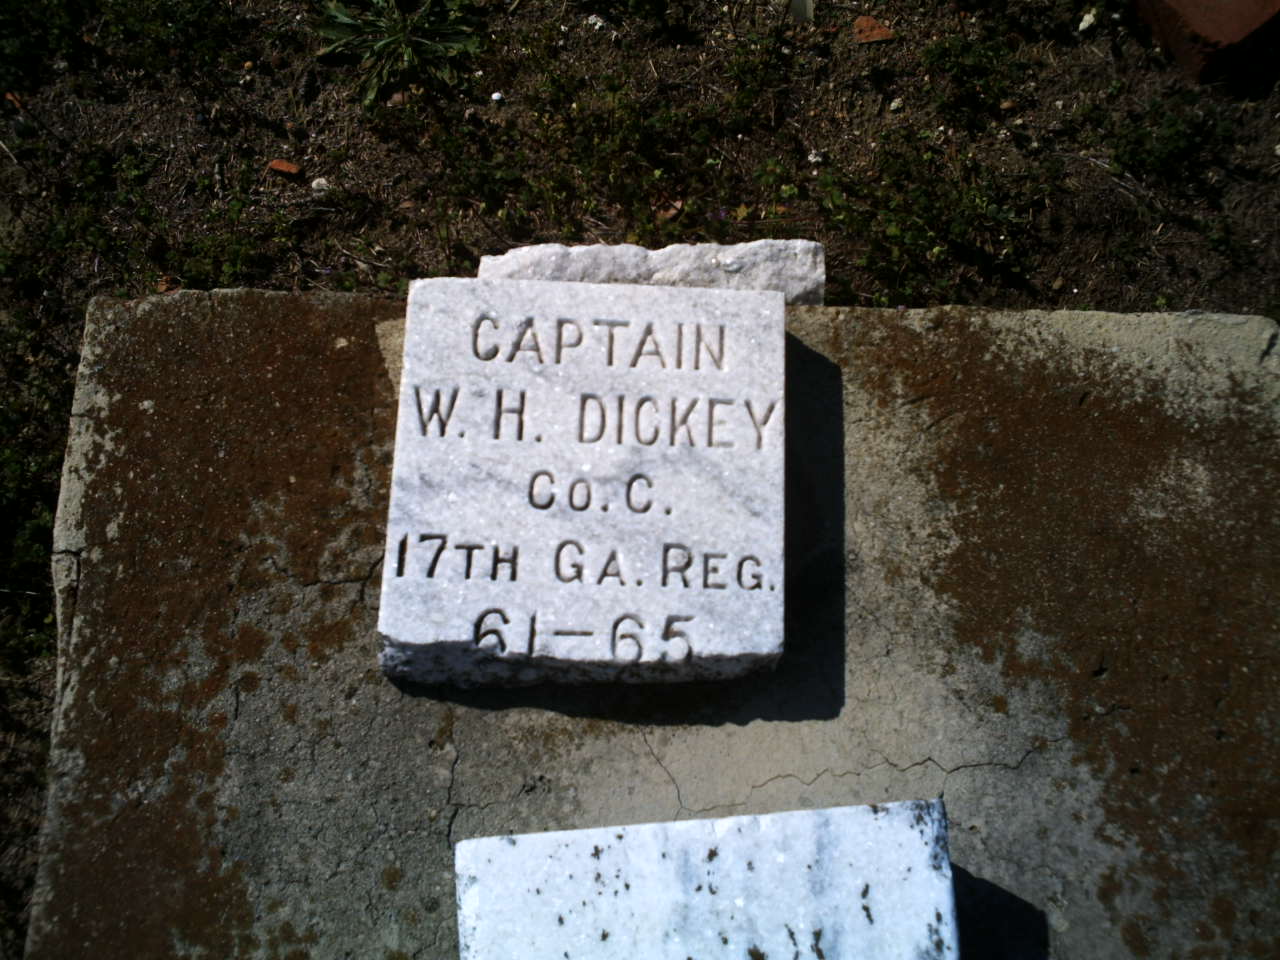 CAPTAIN
W. H. DICKEY
Co. C.
17TH GA. REG.
61–65